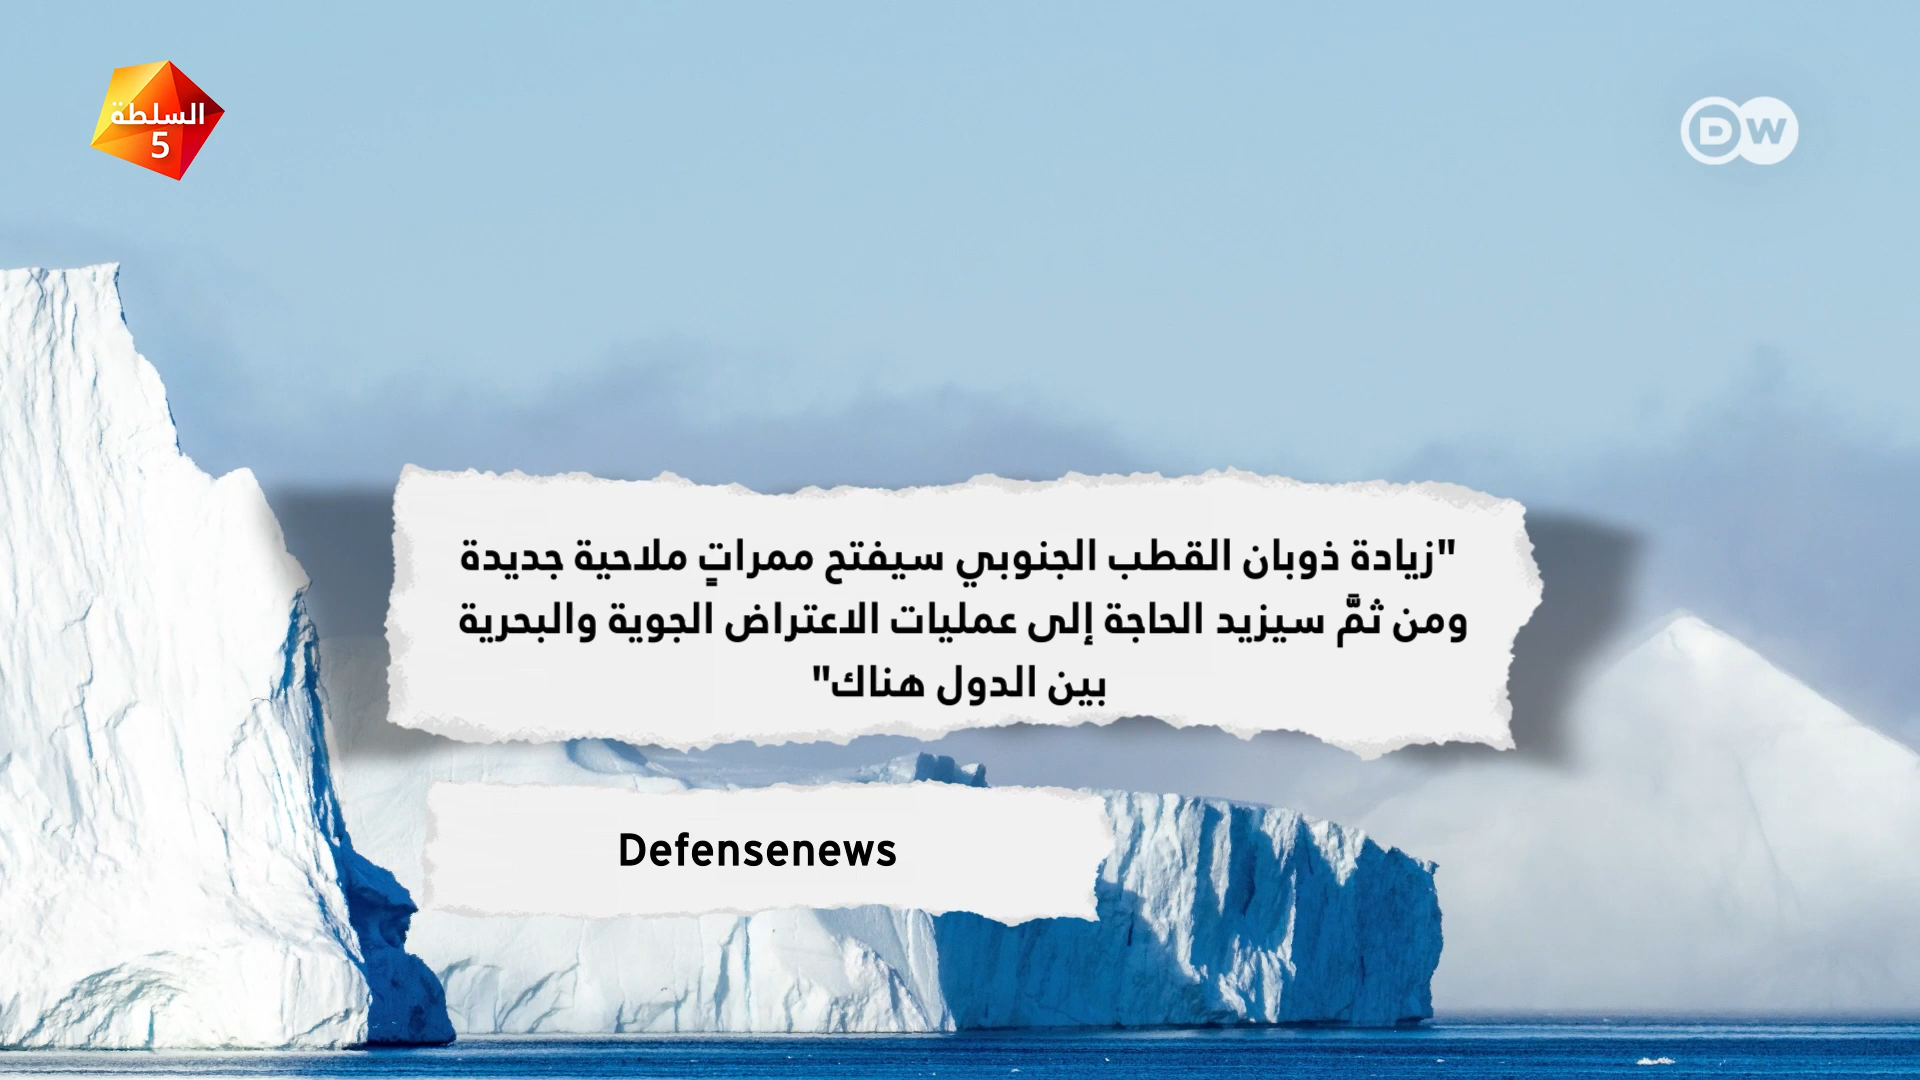 السلطة
5
DW
"زيادة ذوبان القطب الجنوبي سيفتح ممراتٍ ملاحية جديدة
ومن ثمَّ سيزيد الحاجة إلى عمليات الاعتراض الجوية والبحرية
بين الدول هناك"
Defensenews